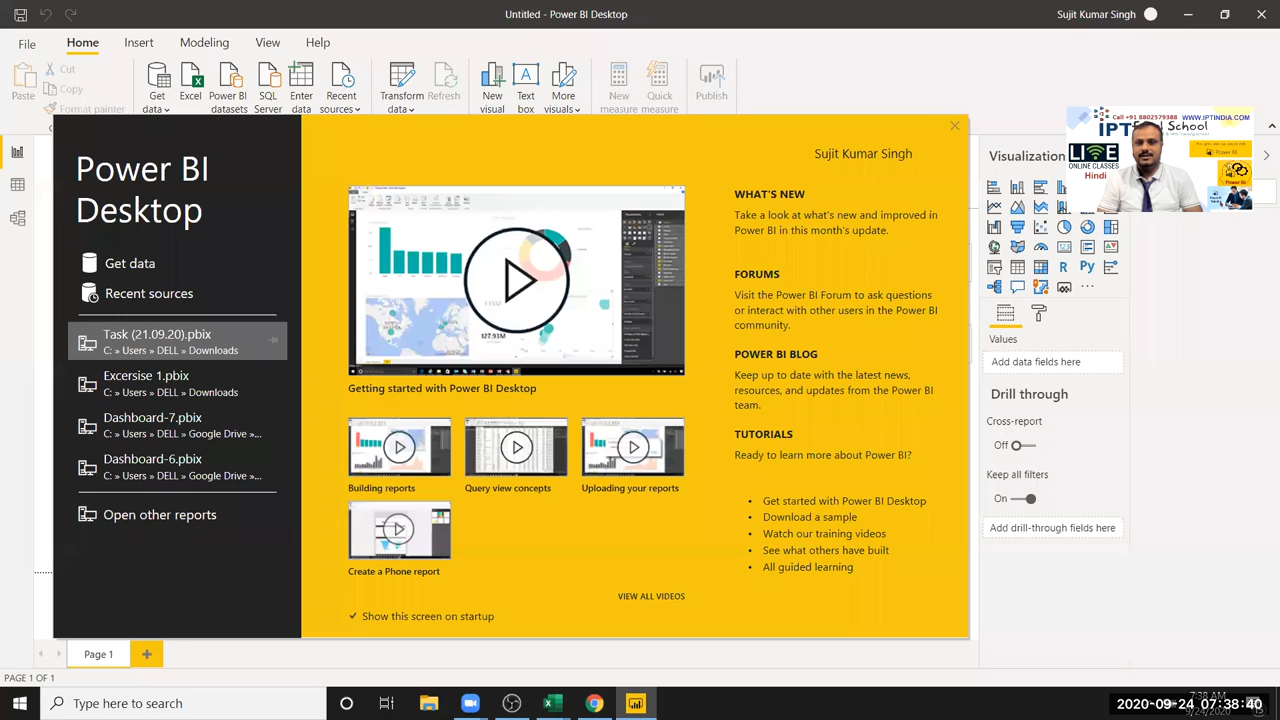 Untitled - Power BI Desktop
Sujit Kumar Singh
File
Home
Insert
Modeling
View
Help
Paste
Cut
Copy
Format painter
Get data
Excel
Power BI datasets
SQL Server
Enter data
Recent sources
Transform data
Refresh
New visual
Text box
More visuals
New measure
Quick measure
Publish
Call +91 8802579388 WWW.IPTINDIA.COM
LIVE
ONLINE CLASSES
Hindi
Power BI
Desktop
Get data
Recent sources
Task (21.09.20).pbix
C: » Users » DELL » Downloads
Excersise 1.pbix
C: » Users » DELL » Downloads
Dashboard-7.pbix
C: » Users » DELL » Google Drive »...
Dashboard-6.pbix
C: » Users » DELL » Google Drive »...
Open other reports
Getting started with Power BI Desktop
Building reports
Query view concepts
Uploading your reports
Create a Phone report
VIEW ALL VIDEOS
Show this screen on startup
Sujit Kumar Singh
WHAT'S NEW
Take a look at what's new and improved in
Power BI in this month's update.
FORUMS
Visit the Power BI Forum to ask questions
or interact with other users in the Power BI
community.
POWER BI BLOG
Keep up to date with the latest news,
resources, and updates from the Power BI
team.
TUTORIALS
Ready to learn more about Power BI?
• Get started with Power BI Desktop
• Download a sample
• Watch our training videos
• See what others have built
• All guided learning
R
Py
Values
Add data fields here
Drill through
Cross-report
Off
Keep all filters
On
Add drill-through fields here
Page 1
PAGE 1 OF 1
Type here to search
7:38 AM
2020-09-24 07:38:40